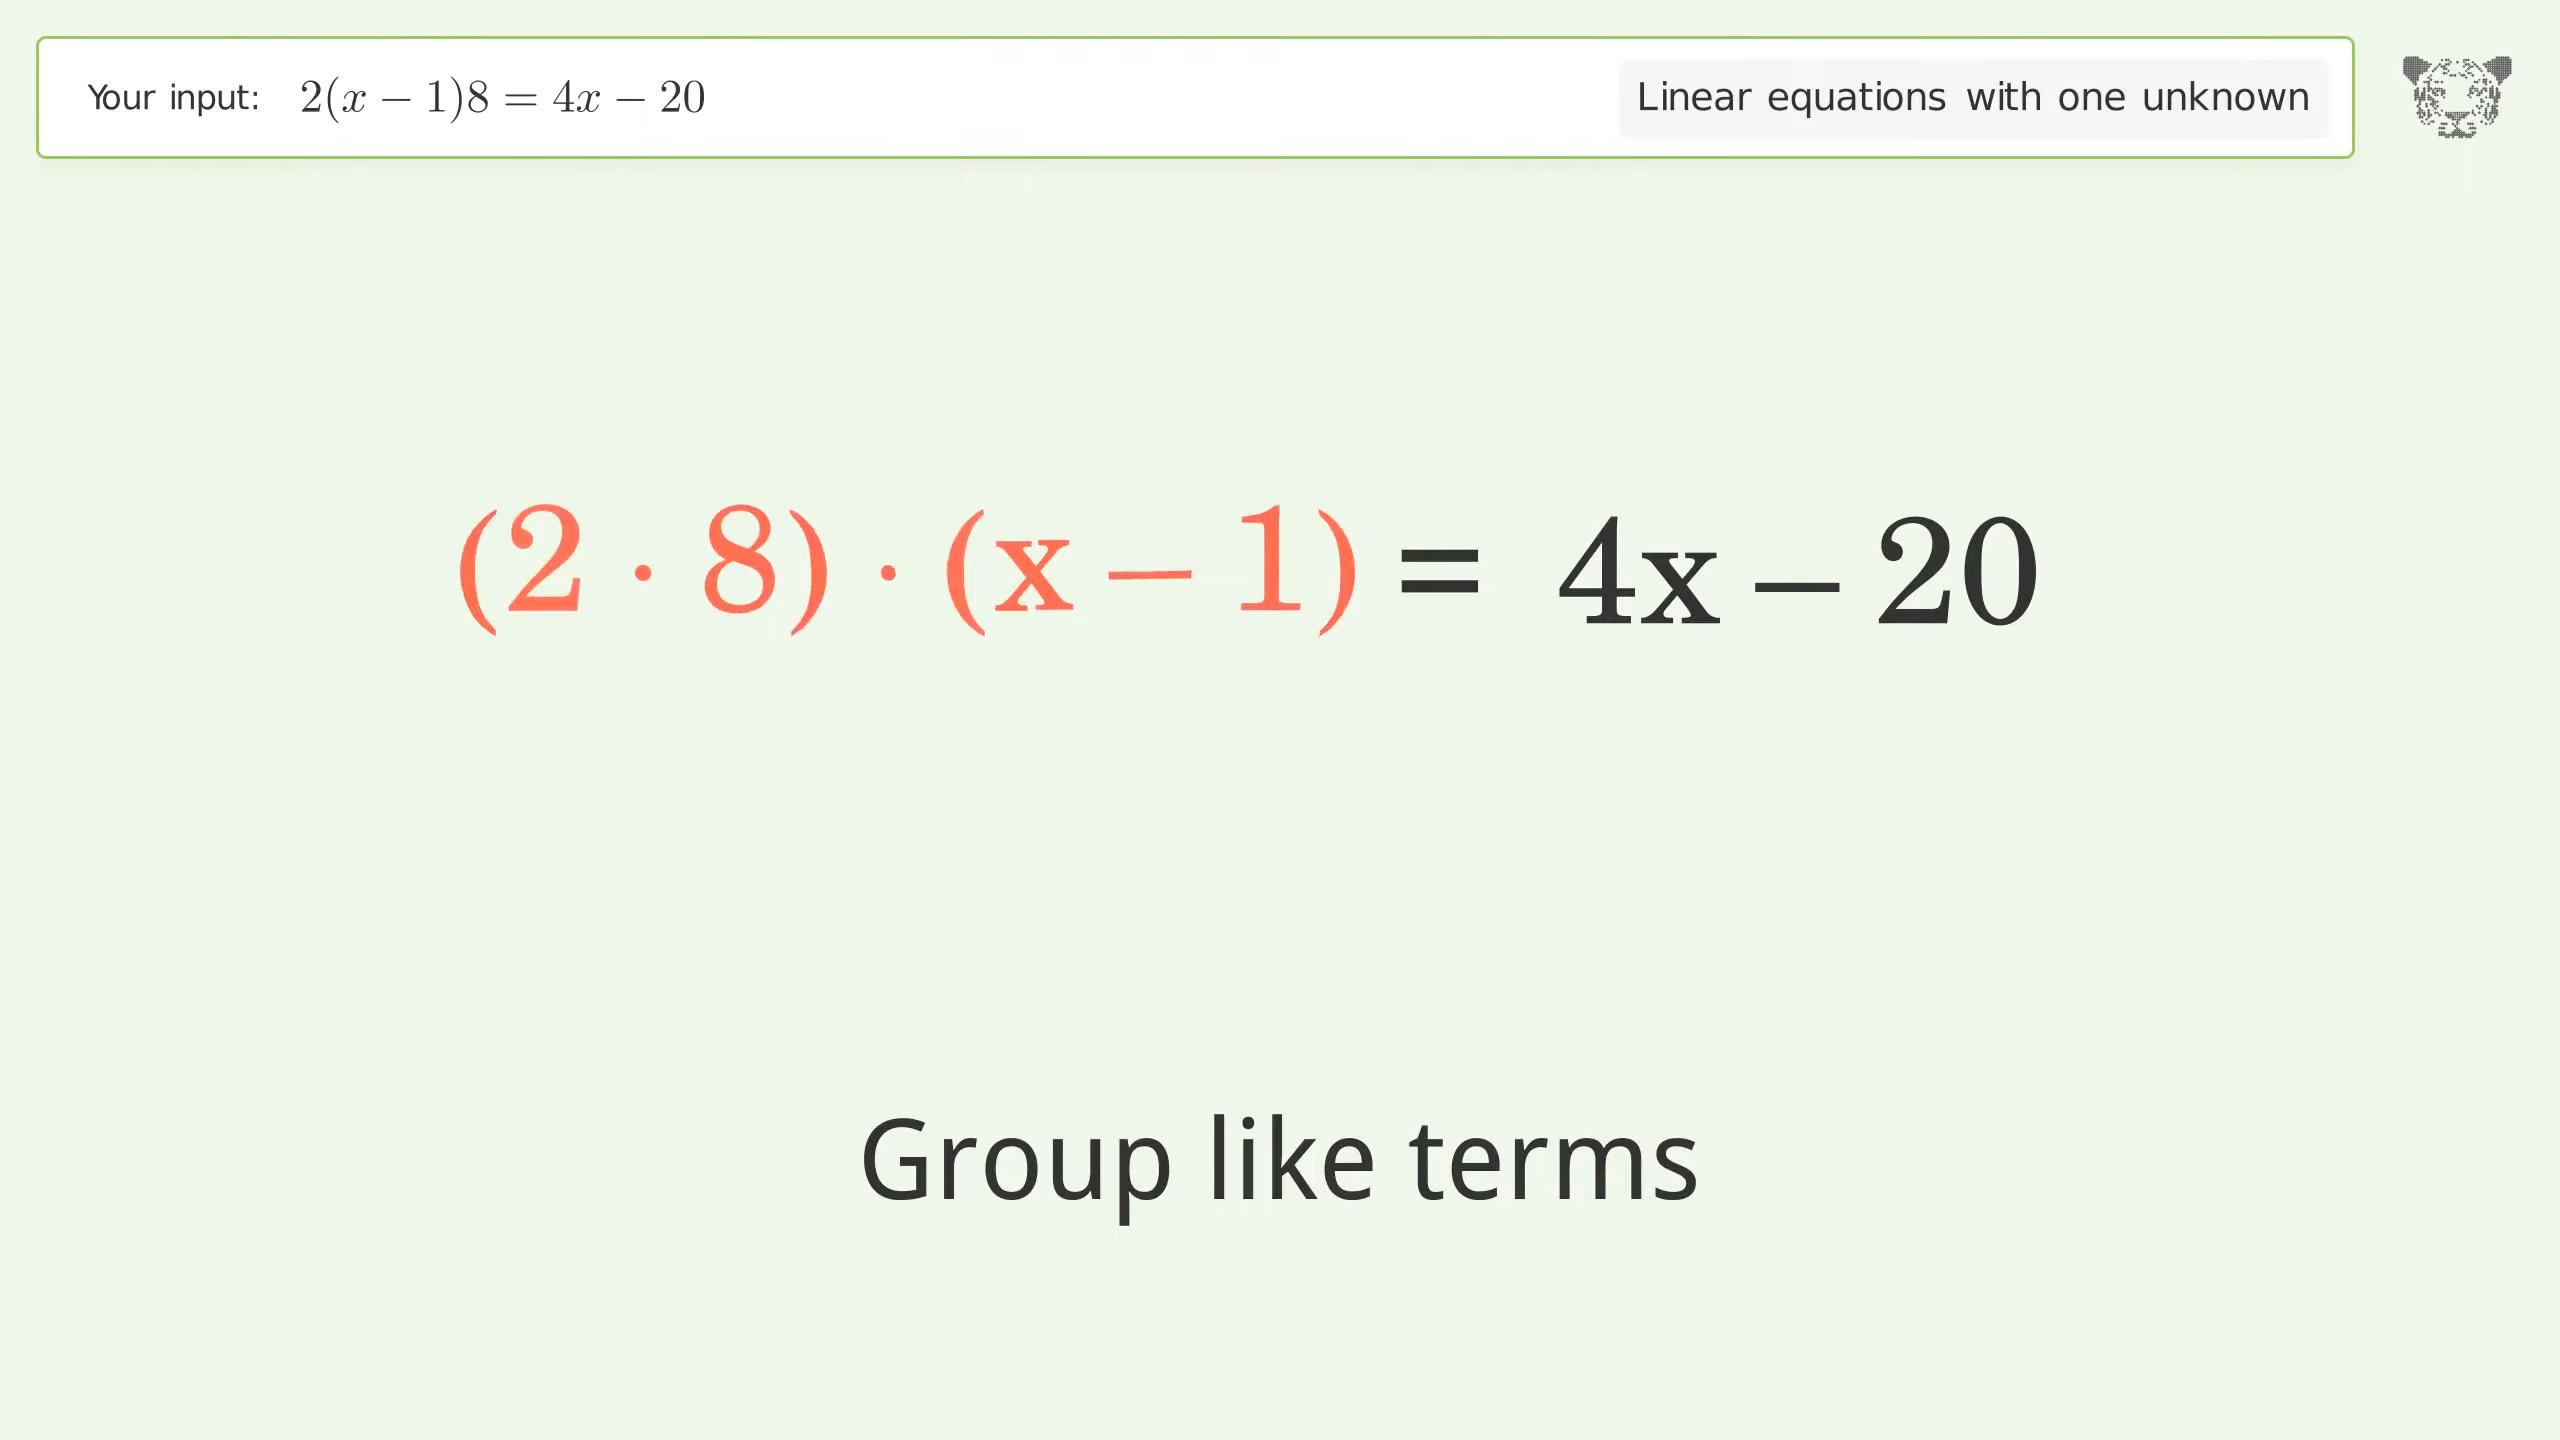 Your input: 2(x − 1)8 = 4x − 20
Linear equations with one unknown
(2 · 8) · (x − 1) = 4x − 20
Group like terms